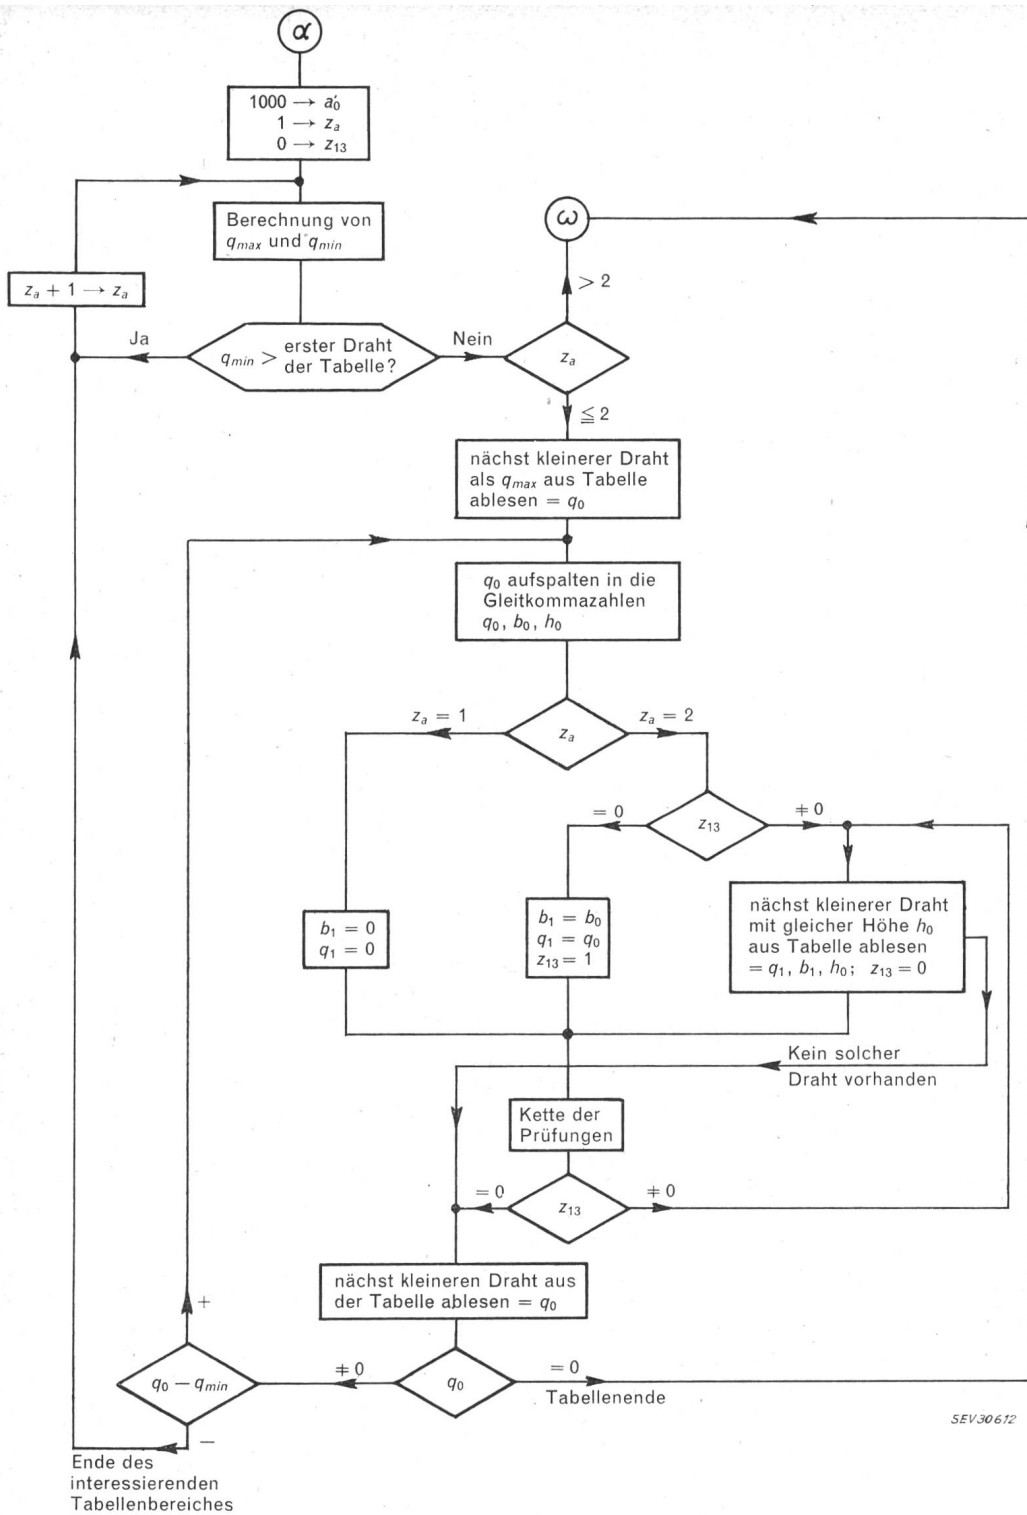 α
1000 → a′₀
1 → zₐ
0 → z₁₃
Berechnung von
q_max und q_min
zₐ + 1 → zₐ
Ja
q_min > erster Draht
der Tabelle?
Nein
ω
> 2
zₐ
≦ 2
nächst kleinerer Draht
als q_max aus Tabelle
ablesen = q₀
q₀ aufspalten in die
Gleitkommazahlen
q₀, b₀, h₀
zₐ = 1
zₐ
zₐ = 2
= 0
z₁₃
≠ 0
b₁ = 0
q₁ = 0
b₁ = b₀
q₁ = q₀
z₁₃ = 1
nächst kleinerer Draht
mit gleicher Höhe h₀
aus Tabelle ablesen
= q₁, b₁, h₀; z₁₃ = 0
Kein solcher
Draht vorhanden
Kette der
Prüfungen
= 0
z₁₃
≠ 0
nächst kleineren Draht aus
der Tabelle ablesen = q₀
+
q₀ − q_min
−
≠ 0
q₀
= 0
Tabellenende
SEV30612
Ende des
interessierenden
Tabellenbereiches